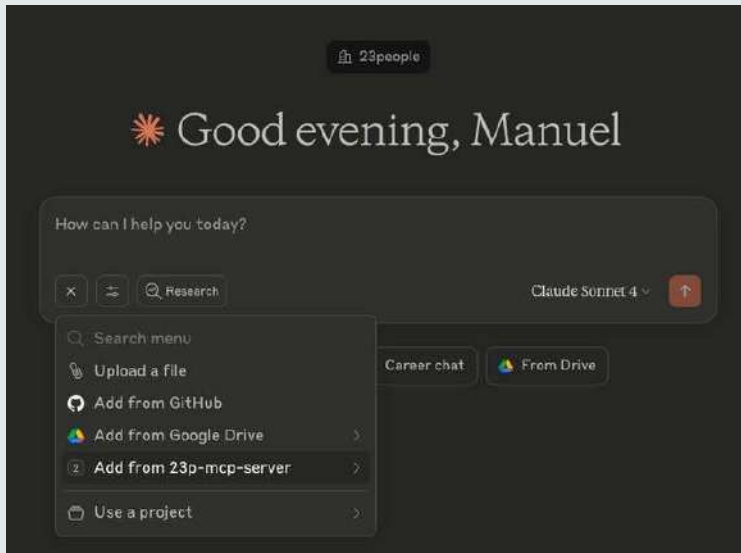 23people
Good evening, Manuel
How can I help you today?
Research
Claude Sonnet 4
Search menu
Upload a file
Career chat
From Drive
Add from GitHub
Add from Google Drive
2 Add from 23p-mcp-server
Use a project